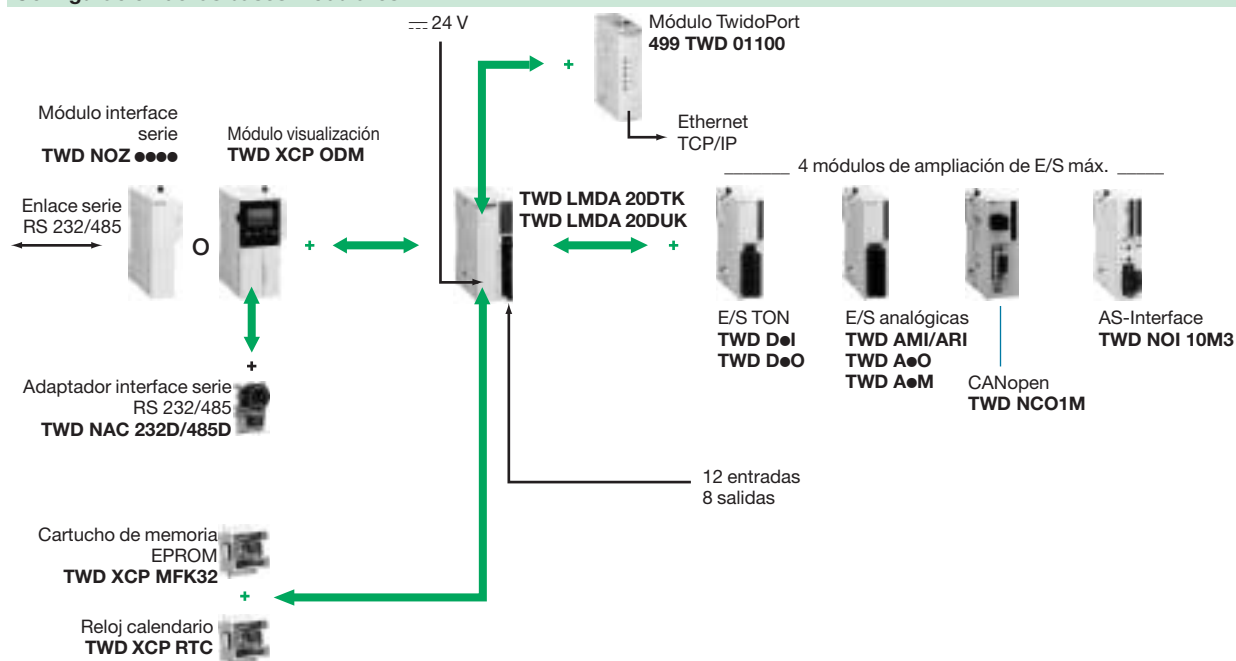 ⎓ 24 V
Módulo TwidoPort
499 TWD 01100
Ethernet
TCP/IP
Módulo interface
serie
TWD NOZ ●●●●
Módulo visualización
TWD XCP ODM
Enlace serie
RS 232/485
O
+
+
TWD LMDA 20DTK
TWD LMDA 20DUK
+
4 módulos de ampliación de E/S máx.
E/S TON
TWD D●I
TWD D●O
E/S analógicas
TWD AMI/ARI
TWD A●O
TWD A●M
CANopen
TWD NCO1M
AS-Interface
TWD NOI 10M3
+
Adaptador interface serie
RS 232/485
TWD NAC 232D/485D
12 entradas
8 salidas
Cartucho de memoria
EPROM
TWD XCP MFK32
+
Reloj calendario
TWD XCP RTC